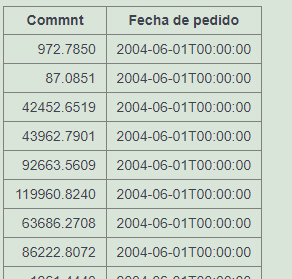 Commnt Fecha de pedido
972.7850 2004-06-01T00:00:00
87.0851 2004-06-01T00:00:00
42452.6519 2004-06-01T00:00:00
43962.7901 2004-06-01T00:00:00
92663.5609 2004-06-01T00:00:00
119960.8240 2004-06-01T00:00:00
63686.2708 2004-06-01T00:00:00
86222.8072 2004-06-01T00:00:00